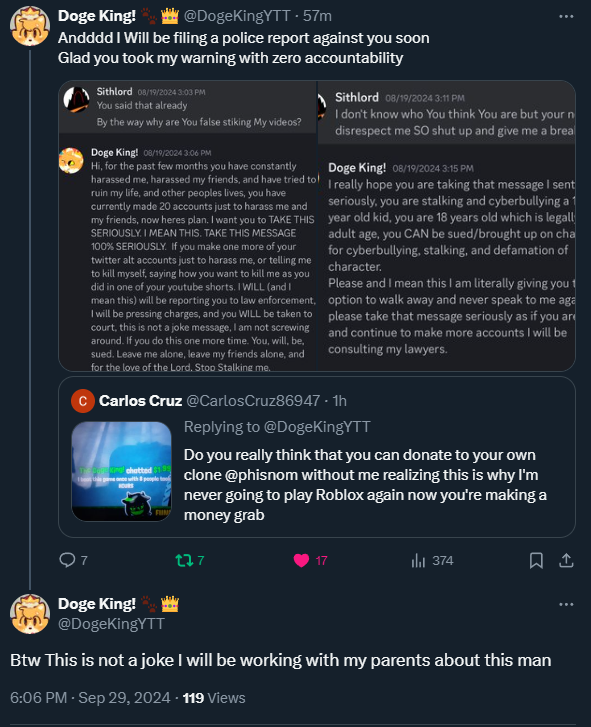 Doge King! 🐾 👑 @DogeKingYTT · 57m
Andddd I Will be filing a police report against you soon
Glad you took my warning with zero accountability
Sithlord 08/19/2024 3:03 PM
You said that already
By the way why are You false stiking My videos?
Doge King! 08/19/2024 3:06 PM
Hi, for the past few months you have constantly
harassed me, harassed my friends, and have tried to
ruin my life, and other peoples lives, you have
currently made 20 accounts just to harass me and
my friends, now heres plan. I want you to TAKE THIS
SERIOUSLY. I MEAN THIS. TAKE THIS MESSAGE
100% SERIOUSLY.  If you make one more of your
twitter alt accounts just to harass me, or telling me
to kill myself, saying how you want to kill me as you
did in one of your youtube shorts. I WILL (and I
mean this) will be reporting you to law enforcement,
I will be pressing charges, and you WILL be taken to
court, this is not a joke message, I am not screwing
around. If you do this one more time. You, will, be,
sued. Leave me alone, leave my friends alone, and
for the love of the Lord. Stop Stalking me.
Sithlord 08/19/2024 3:11 PM
I don't know who You think You are but your n
disrespect me SO shut up and give me a brea
Doge King! 08/19/2024 3:15 PM
I really hope you are taking that message I sent
seriously, you are stalking and cyberbullying a 1
year old kid, you are 18 years old which is legall
adult age, you CAN be sued/brought up on cha
for cyberbullying, stalking, and defamation of
character.
Please and I mean this I am literally giving you t
option to walk away and never speak to me aga
please take that message seriously as if you are
and continue to make more accounts I will be
consulting my lawyers.
C Carlos Cruz @CarlosCruz86947 · 1h
Replying to @DogeKingYTT
Do you really think that you can donate to your own
clone @phisnom without me realizing this is why I'm
never going to play Roblox again now you're making a
money grab
7 7 17 374
Doge King! 🐾 👑
@DogeKingYTT
Btw This is not a joke I will be working with my parents about this man
6:06 PM · Sep 29, 2024 · 119 Views